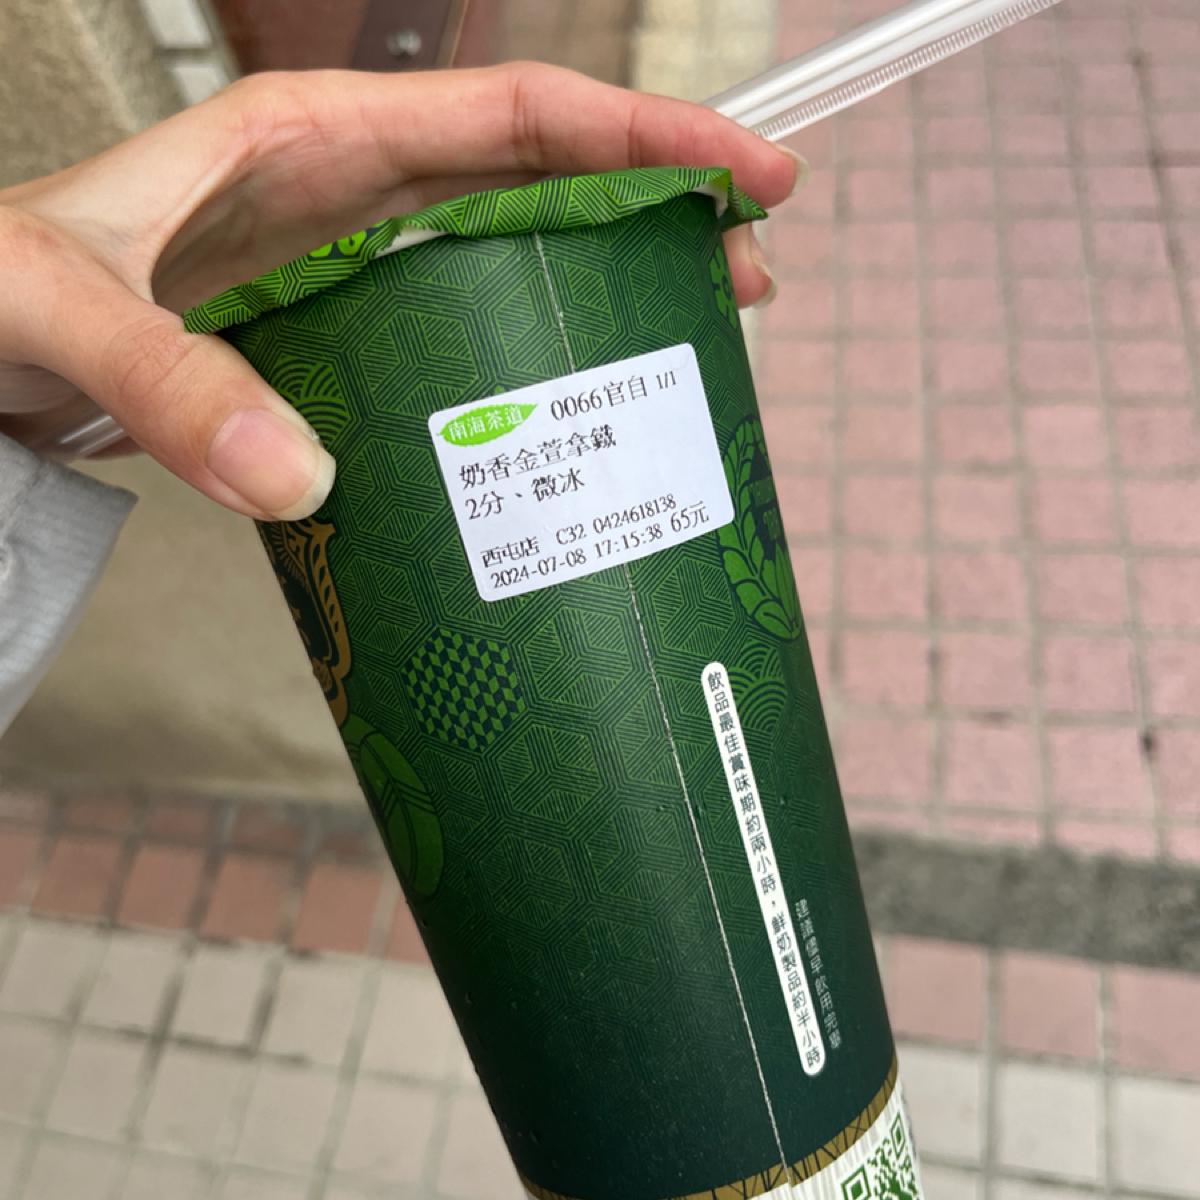 南海茶道 0066官自 1/1
奶香金萱拿鐵
2分、微冰
西屯店 C32 0424618138
2024-07-08 17:15:38 65元
飲品最佳賞味期約兩小時，鮮奶製品約半小時
建議儘早飲用完畢